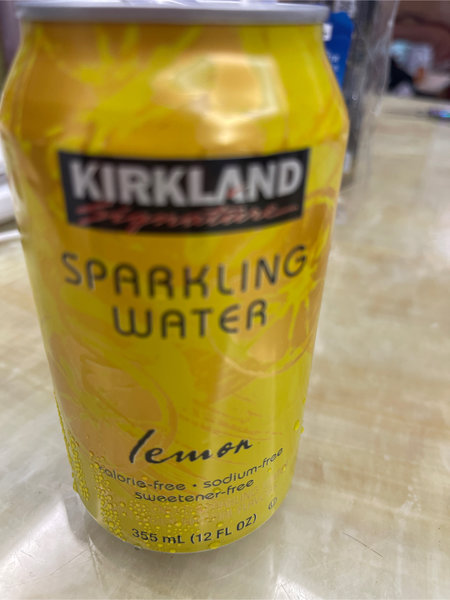 KIRKLAND
Signature
SPARKLING
WATER
lemon
calorie-free • sodium-free
sweetener-free
355 mL (12 FL OZ)